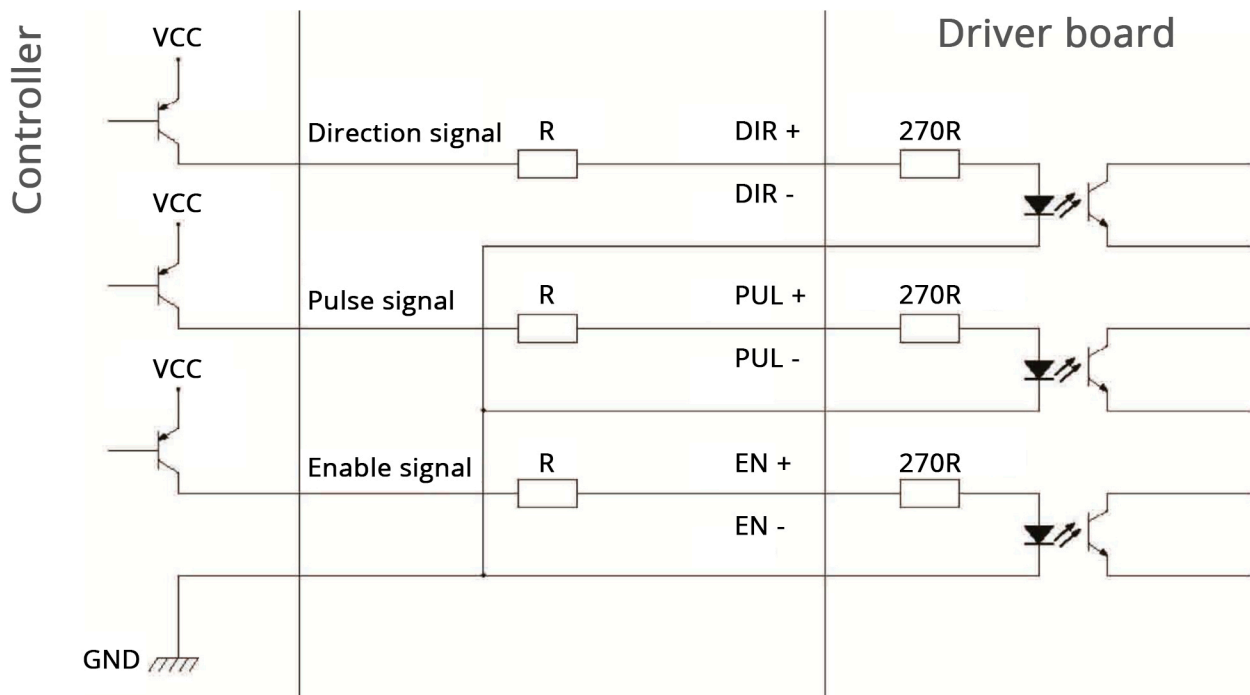 Controller
Driver board
VCC
Direction signal
R
DIR +
270R
DIR -
VCC
Pulse signal
R
PUL +
270R
PUL -
VCC
Enable signal
R
EN +
270R
EN -
GND